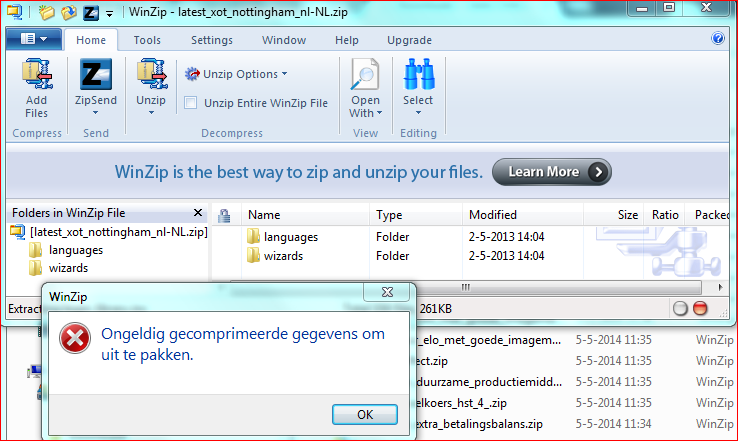 WinZip - latest_xot_nottingham_nl-NL.zip
Home Tools Settings Window Help Upgrade
Add Files
ZipSend
Unzip
Unzip Options
Unzip Entire WinZip File
Open With
Select
Compress Send Decompress View Editing
WinZip is the best way to zip and unzip your files. Learn More
Folders in WinZip File x
Name Type Modified Size Ratio Packed
[latest_xot_nottingham_nl-NL.zip]
languages
wizards
languages Folder 2-5-2013 14:04
wizards Folder 2-5-2013 14:04
Extract
261KB
WinZip
Ongeldig gecomprimeerde gegevens om
uit te pakken.
OK
_elo_met_goede_imagem... 5-5-2014 11:35 WinZip
ect.zip 5-5-2014 11:35 WinZip
duurzame_productiemidd... 5-5-2014 11:35 WinZip
elkoers_hst_4_.zip 5-5-2014 11:35 WinZip
extra_betalingsbalans.zip 5-5-2014 11:34 WinZip